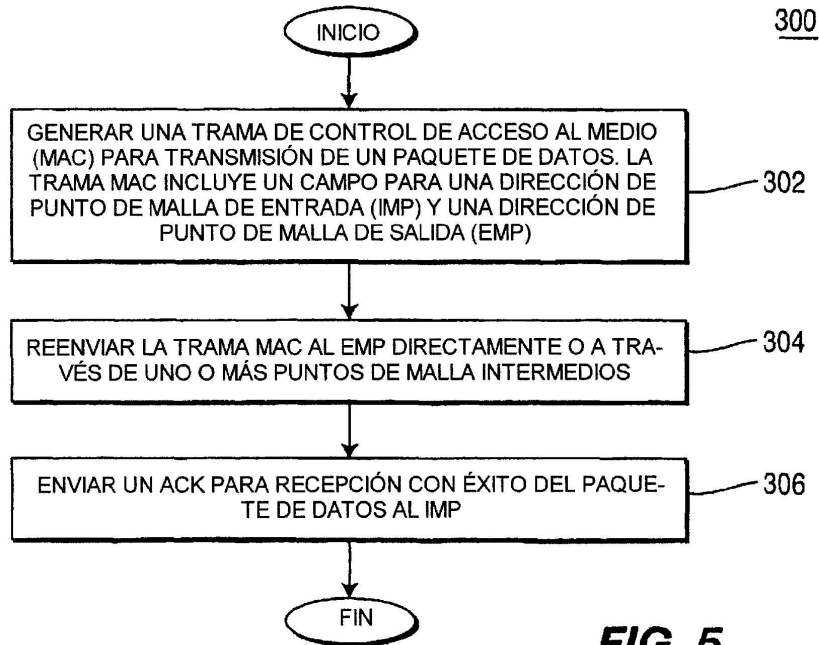 300
INICIO
GENERAR UNA TRAMA DE CONTROL DE ACCESO AL MEDIO
(MAC) PARA TRANSMISIÓN DE UN PAQUETE DE DATOS. LA
TRAMA MAC INCLUYE UN CAMPO PARA UNA DIRECCIÓN DE
PUNTO DE MALLA DE ENTRADA (IMP) Y UNA DIRECCIÓN DE
PUNTO DE MALLA DE SALIDA (EMP)
302
REENVIAR LA TRAMA MAC AL EMP DIRECTAMENTE O A TRA-
VÉS DE UNO O MÁS PUNTOS DE MALLA INTERMEDIOS
304
ENVIAR UN ACK PARA RECEPCIÓN CON ÉXITO DEL PAQUE-
TE DE DATOS AL IMP
306
FIN
FIG. 5